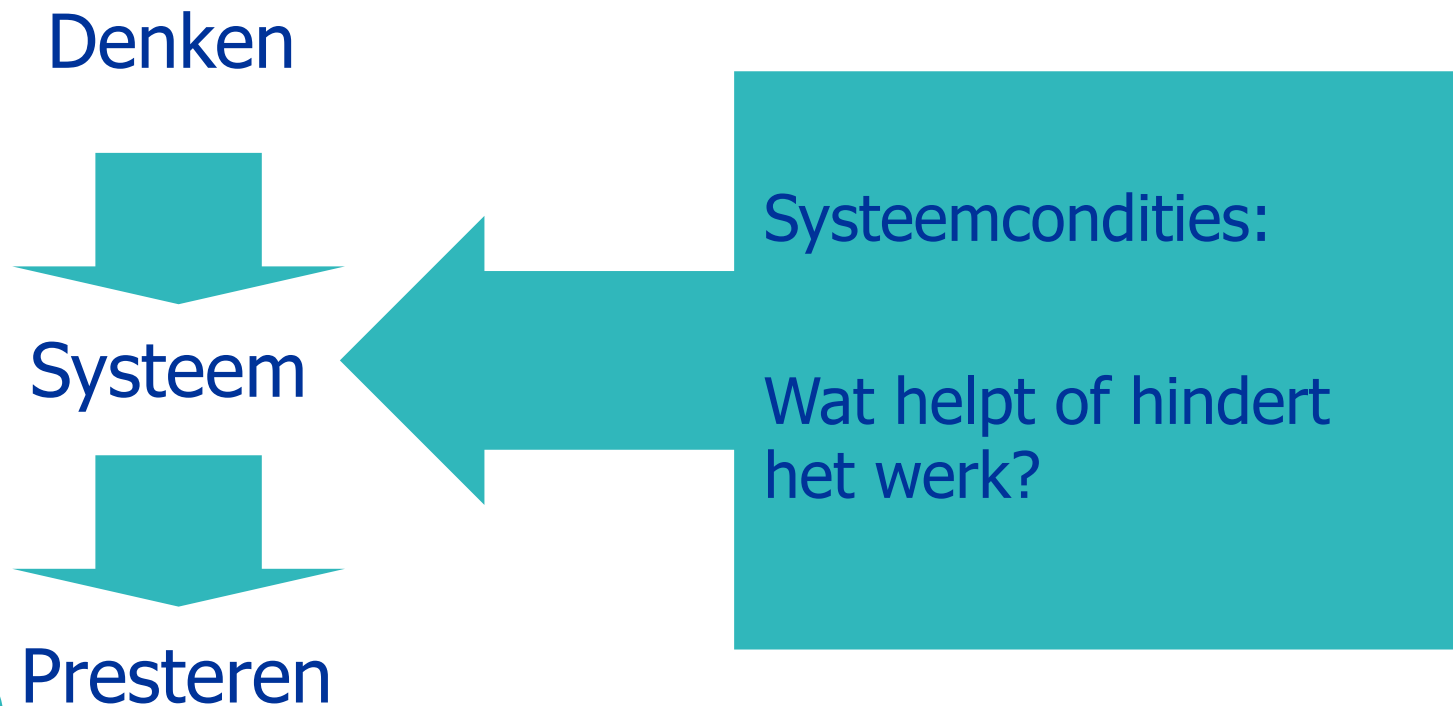 Denken
Systeem
Presteren
Systeemcondities:
Wat helpt of hindert
het werk?